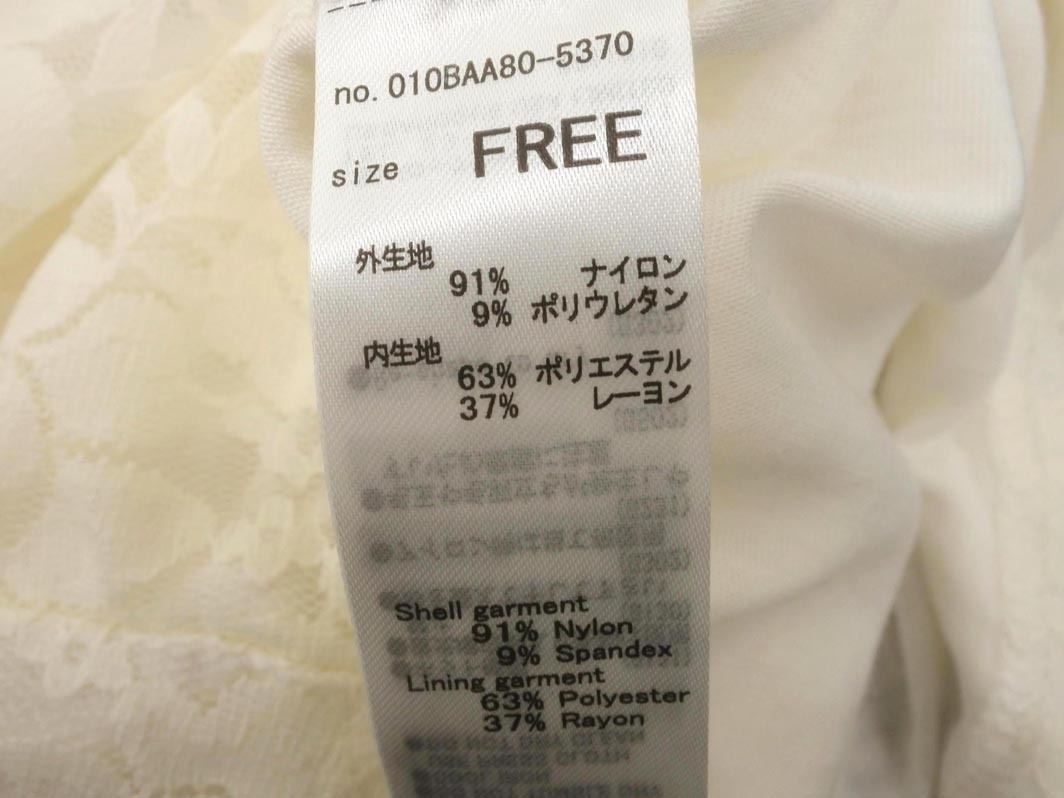 no. 010BAA80-5370
size FREE
外生地
91% ナイロン
9% ポリウレタン
内生地
63% ポリエステル
37% レーヨン
Shell garment
91% Nylon
9% Spandex
Lining garment
63% Polyester
37% Rayon